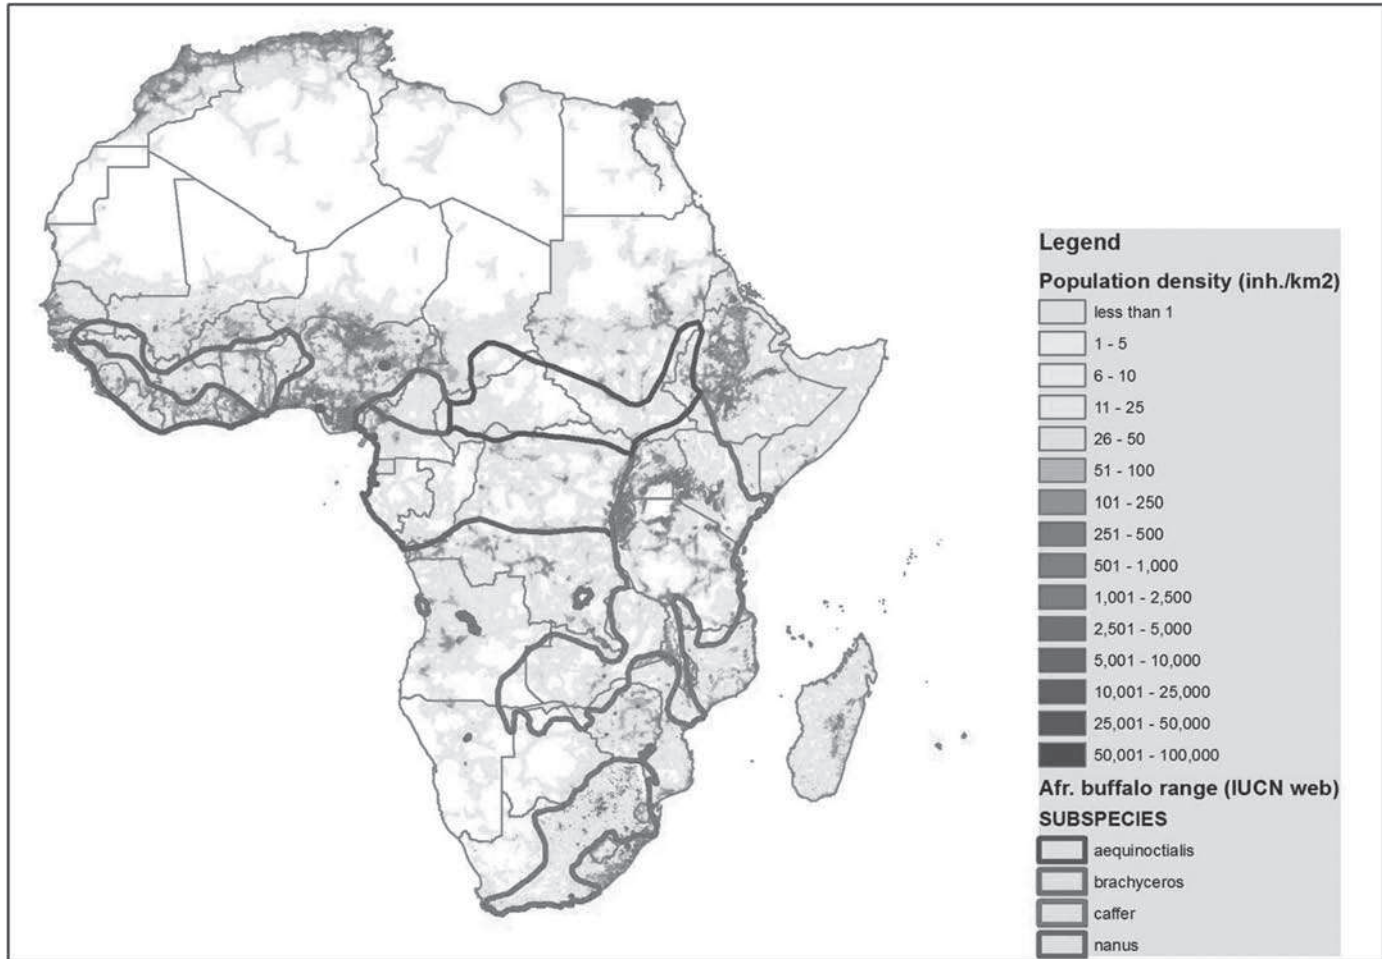 Legend
Population density (inh./km2)
less than 1
1 - 5
6 - 10
11 - 25
26 - 50
51 - 100
101 - 250
251 - 500
501 - 1,000
1,001 - 2,500
2,501 - 5,000
5,001 - 10,000
10,001 - 25,000
25,001 - 50,000
50,001 - 100,000
Afr. buffalo range (IUCN web)
SUBSPECIES
aequinoctialis
brachyceros
caffer
nanus